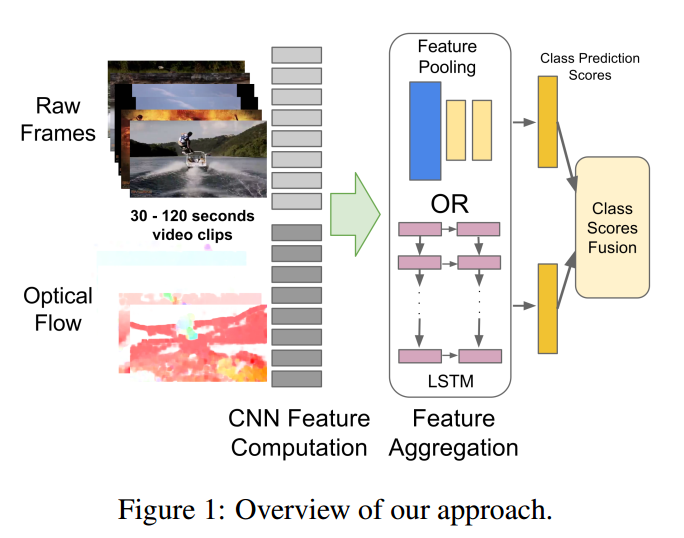 Raw
Frames
30 - 120 seconds
video clips
Optical
Flow
CNN Feature
Computation
Feature
Pooling
OR
LSTM
Feature
Aggregation
Class Prediction
Scores
Class
Scores
Fusion
Figure 1: Overview of our approach.